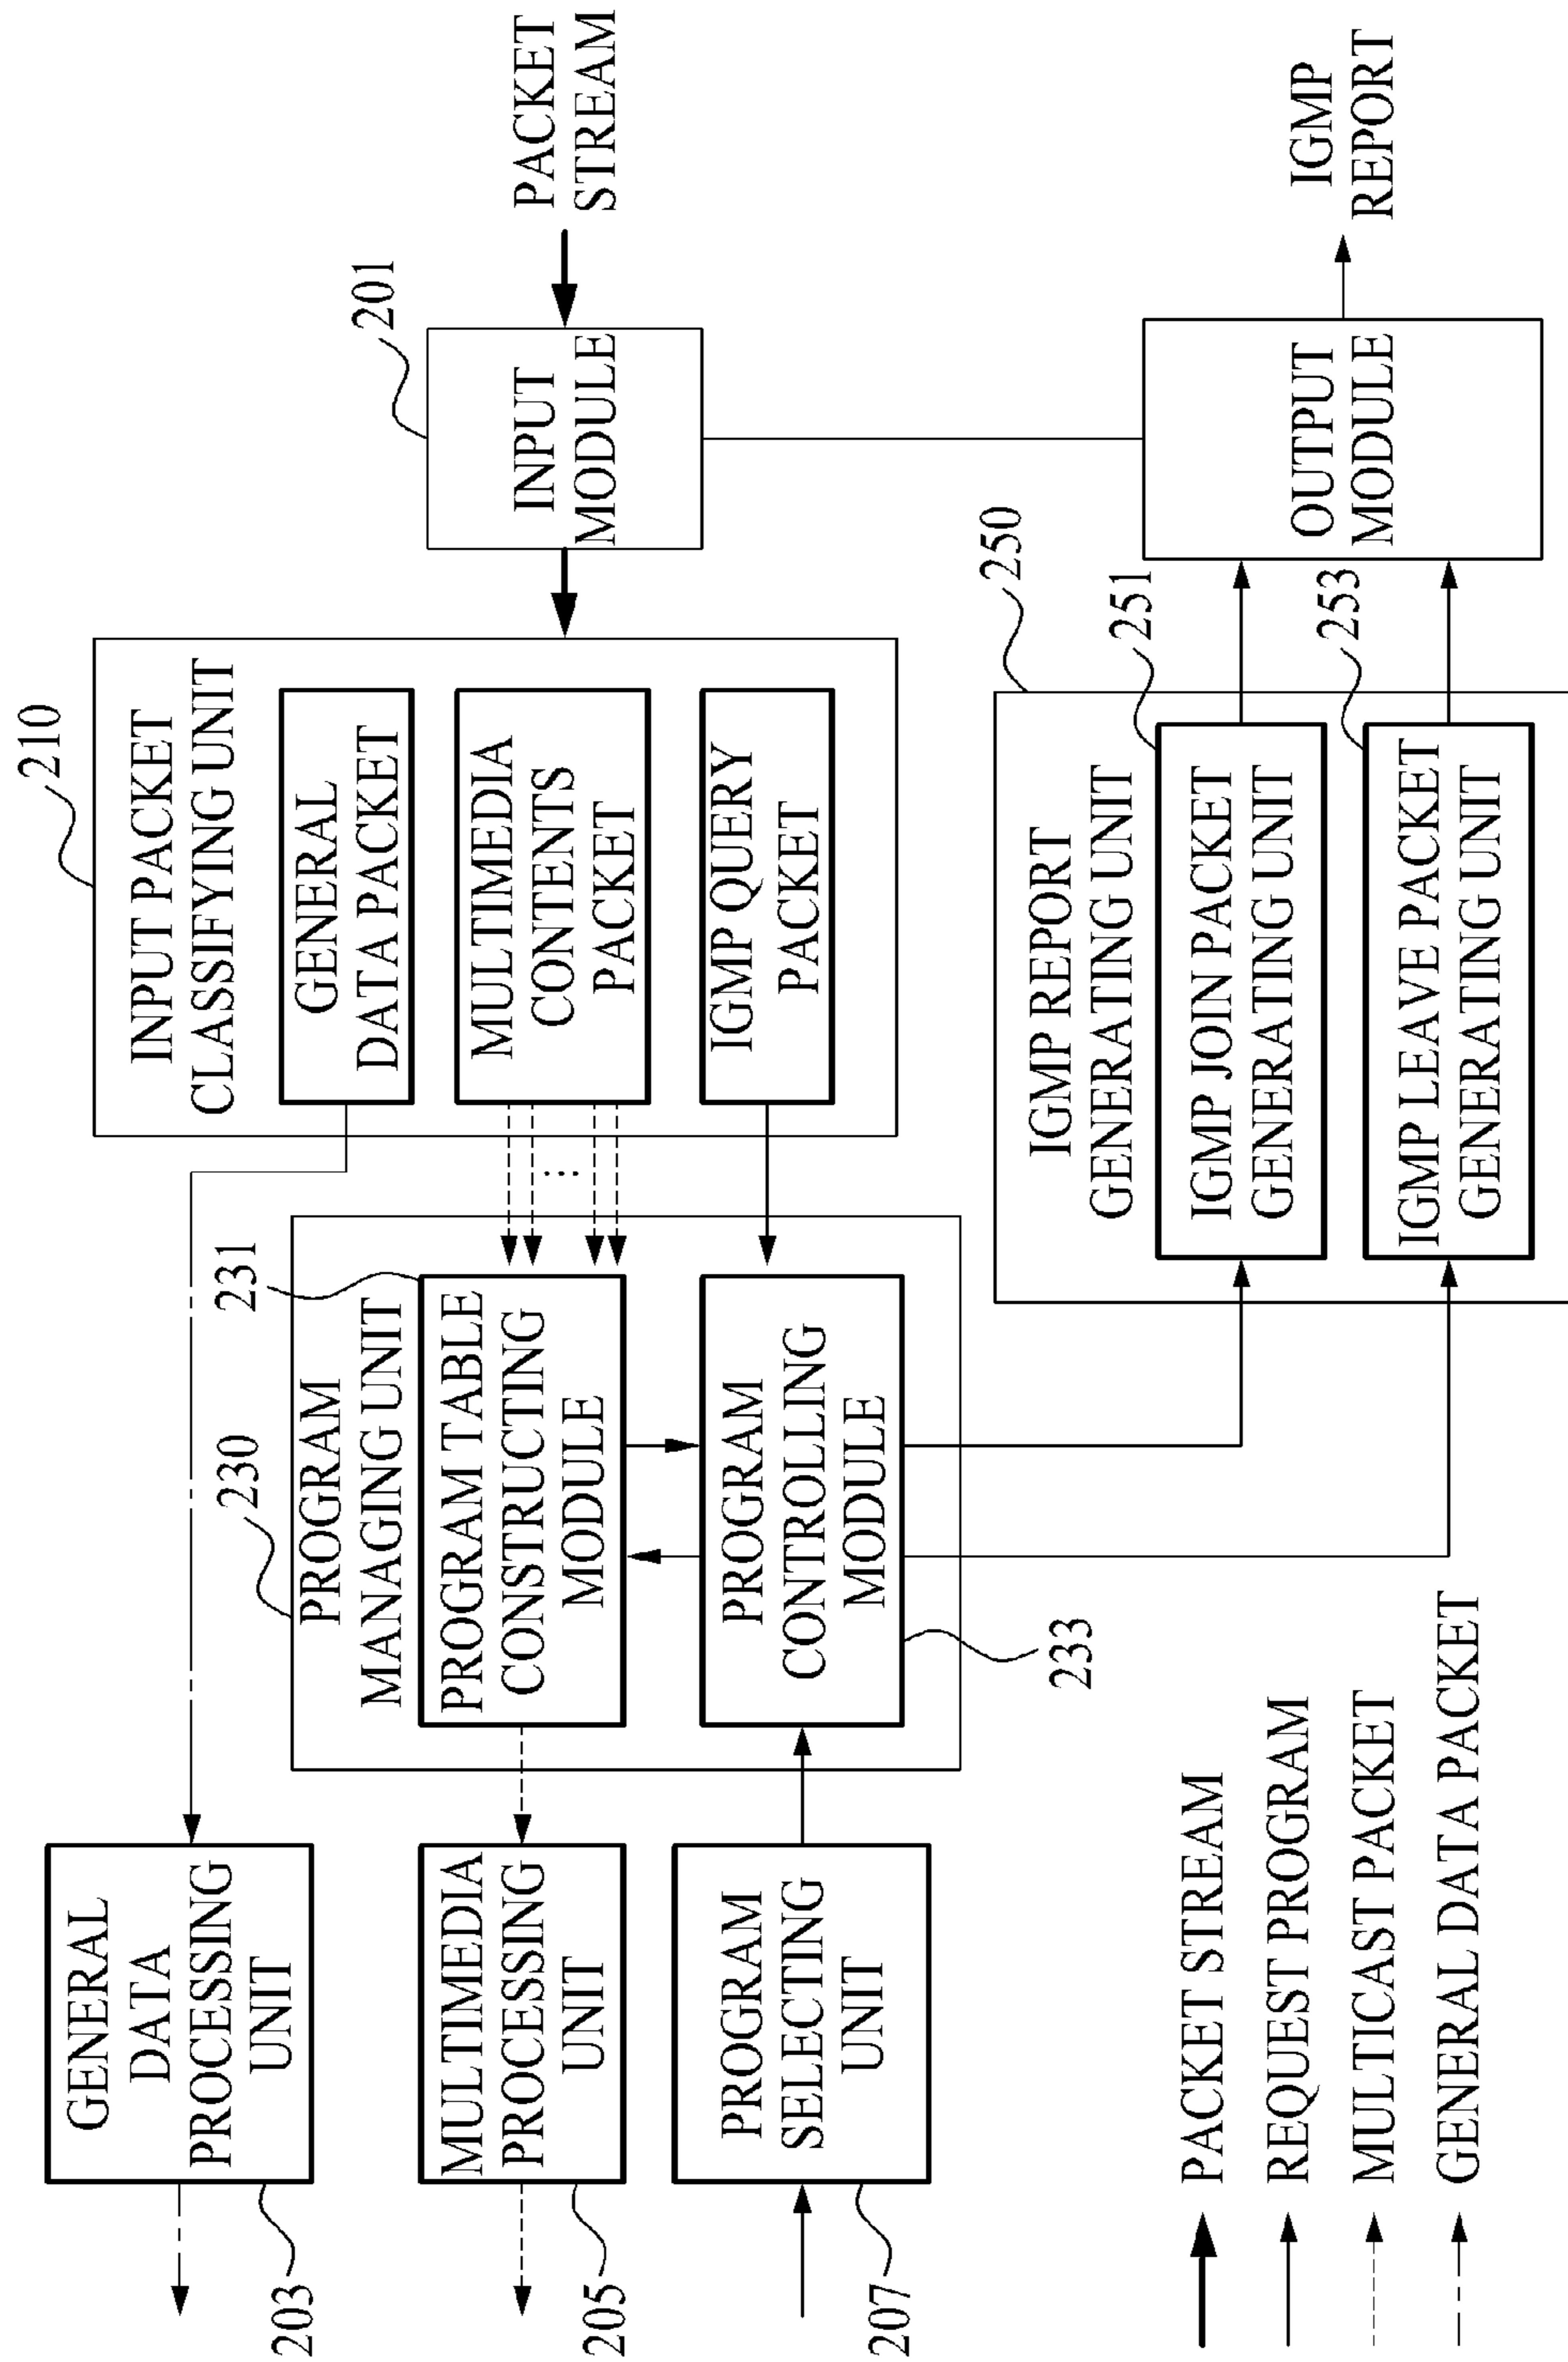 203
GENERAL
DATA
PROCESSING
UNIT
205
MULTIMEDIA
PROCESSING
UNIT
207
PROGRAM
SELECTING
UNIT
230
PROGRAM
MANAGING UNIT
231
PROGRAM TABLE
CONSTRUCTING
MODULE
PROGRAM
CONTROLLING
MODULE
233
210
INPUT PACKET
CLASSIFYING UNIT
GENERAL
DATA PACKET
MULTIMEDIA
CONTENTS
PACKET
IGMP QUERY
PACKET
...
201
INPUT
MODULE
PACKET
STREAM
250
IGMP REPORT
GENERATING UNIT
251
IGMP JOIN PACKET
GENERATING UNIT
253
IGMP LEAVE PACKET
GENERATING UNIT
OUTPUT
MODULE
IGMP
REPORT
PACKET STREAM
REQUEST PROGRAM
MULTICAST PACKET
GENERAL DATA PACKET